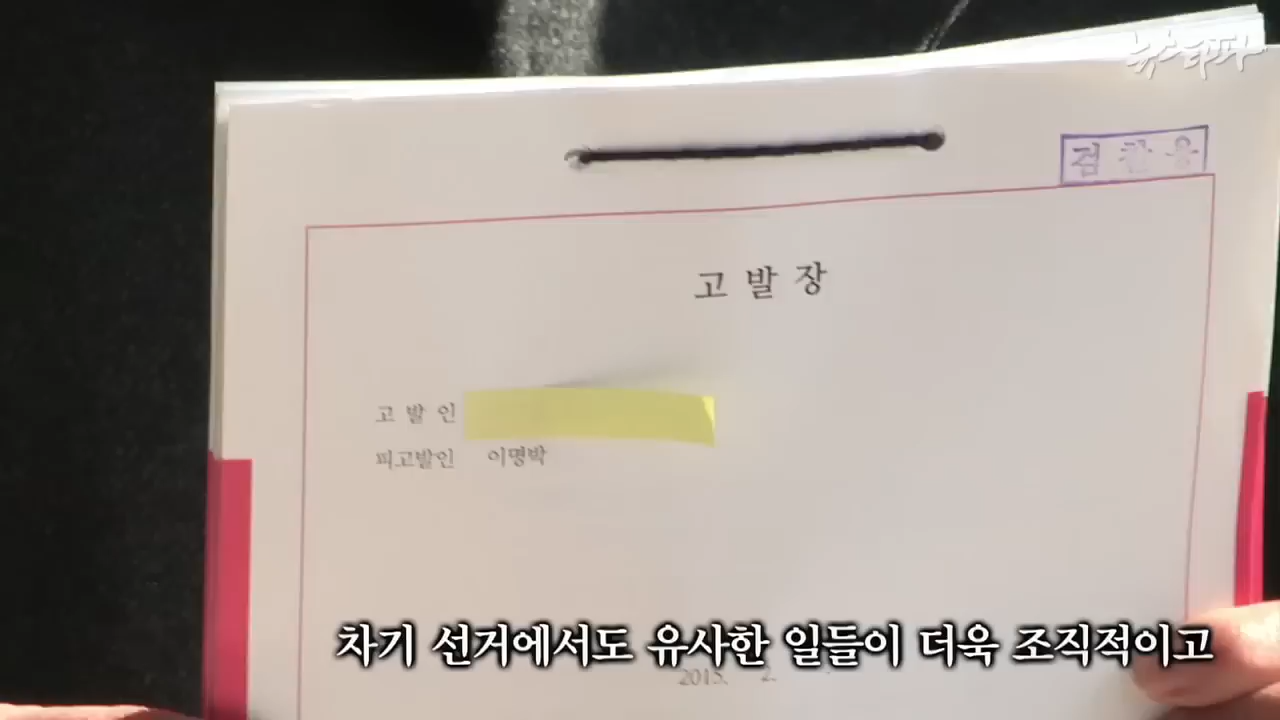 뉴스타파
검찰용
고 발 장
고 발 인
피고발인 이명박
차기 선거에서도 유사한 일들이 더욱 조직적이고
2015. 2.